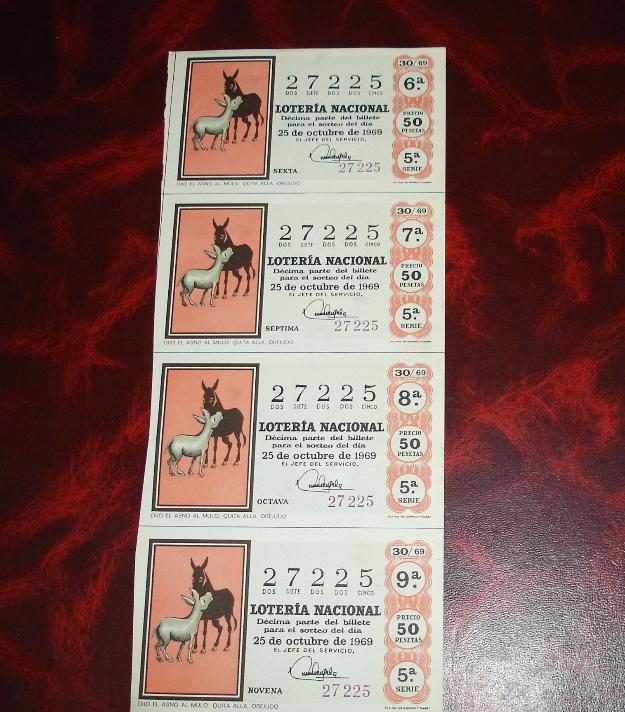 30/69
27225
6ª
DOS SIETE DOS DOS CINCO
LOTERÍA NACIONAL
Décima parte del billete
para el sorteo del día
25 de octubre de 1969
EL JEFE DEL SERVICIO,
PRECIO
50
PESETAS
SEXTA
27225
5ª
SERIE
DIJO EL ASNO AL MULO: QUITA ALLA, OREJUDO
30/69
27225
7ª
DOS SIETE DOS DOS CINCO
LOTERÍA NACIONAL
Décima parte del billete
para el sorteo del día
25 de octubre de 1969
EL JEFE DEL SERVICIO,
PRECIO
50
PESETAS
SÉPTIMA
27225
5ª
SERIE
DIJO EL ASNO AL MULO: QUITA ALLA, OREJUDO
30/69
27225
8ª
DOS SIETE DOS DOS CINCO
LOTERÍA NACIONAL
Décima parte del billete
para el sorteo del día
25 de octubre de 1969
EL JEFE DEL SERVICIO,
PRECIO
50
PESETAS
OCTAVA
27225
5ª
SERIE
DIJO EL ASNO AL MULO: QUITA ALLA, OREJUDO
30/69
27225
9ª
DOS SIETE DOS DOS CINCO
LOTERÍA NACIONAL
Décima parte del billete
para el sorteo del día
25 de octubre de 1969
EL JEFE DEL SERVICIO,
PRECIO
50
PESETAS
NOVENA
27225
5ª
SERIE
DIJO EL ASNO AL MULO: QUITA ALLA, OREJUDO